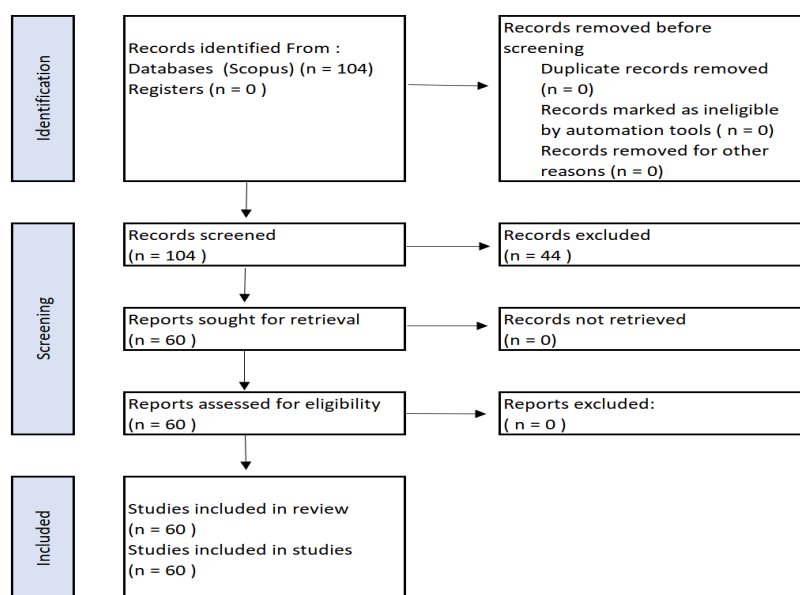 Identification
Records identified From :
Databases (Scopus) (n = 104)
Registers (n = 0 )
Records removed before
screening
Duplicate records removed
(n = 0)
Records marked as ineligible
by automation tools ( n = 0)
Records removed for other
reasons (n = 0)
Screening
Records screened
(n = 104 )
Records excluded
(n = 44 )
Reports sought for retrieval
(n = 60 )
Records not retrieved
(n = 0)
Reports assessed for eligibility
(n = 60 )
Reports excluded:
( n = 0 )
Included
Studies included in review
(n = 60 )
Studies included in studies
(n = 60 )